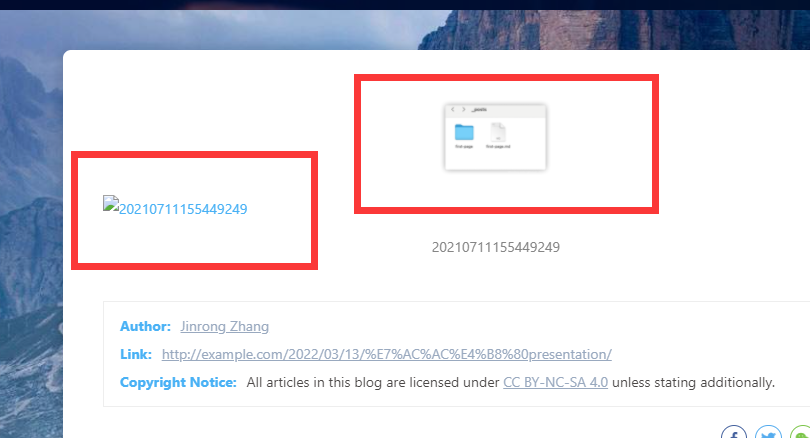 _posts
first-page
first-page.md
20210711155449249
20210711155449249
Author: Jinrong Zhang
Link: http://example.com/2022/03/13/%E7%AC%AC%E4%B8%80presentation/
Copyright Notice: All articles in this blog are licensed under CC BY-NC-SA 4.0 unless stating additionally.